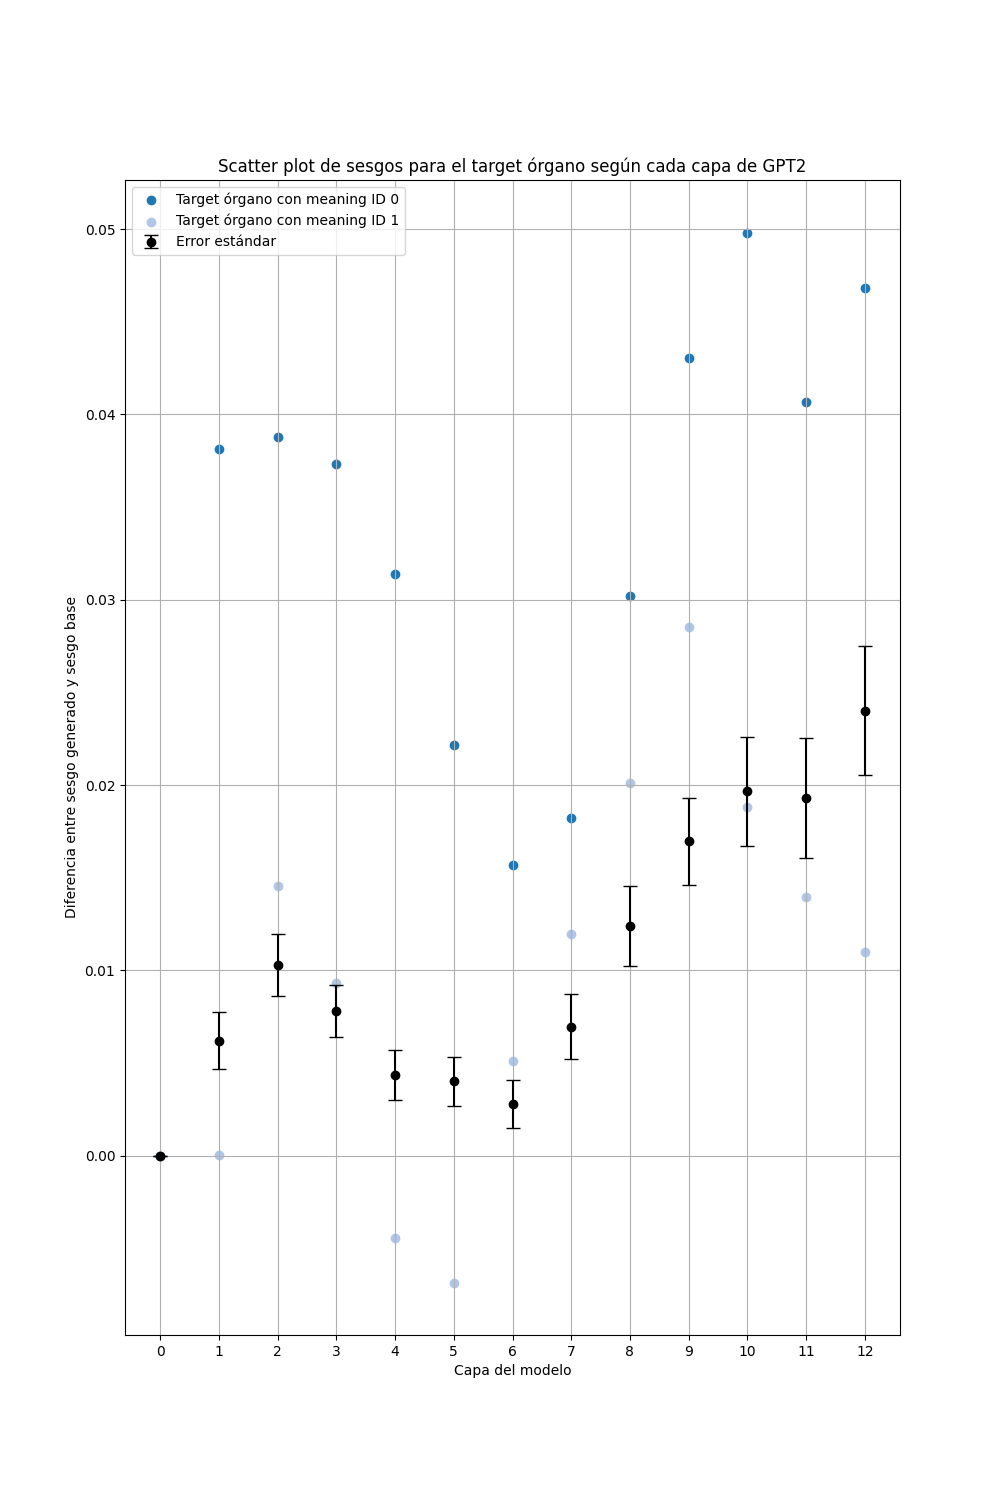 Scatter plot de sesgos para el target órgano según cada capa de GPT2
Target órgano con meaning ID 0
Target órgano con meaning ID 1
Error estándar
0.05
0.04
0.03
0.02
0.01
0.00
Diferencia entre sesgo generado y sesgo base
0 1 2 3 4 5 6 7 8 9 10 11 12
Capa del modelo